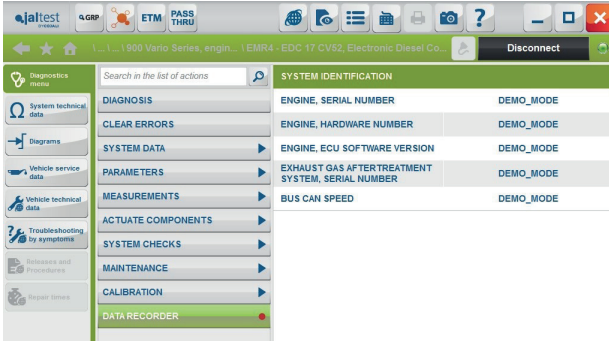 jaltest
GRP
ETM
PASS
THRU
?
\... \... \ 900 Vario Series, engin... \ EMR4 - EDC 17 CV52, Electronic Diesel Co...
Disconnect
Diagnostics
menu
System technical
data
Diagrams
Vehicle service
data
Vehicle technical
data
Troubleshooting
by symptoms
Releases and
Procedures
Repair times
Search in the list of actions
DIAGNOSIS
CLEAR ERRORS
SYSTEM DATA
PARAMETERS
MEASUREMENTS
ACTUATE COMPONENTS
SYSTEM CHECKS
MAINTENANCE
CALIBRATION
DATA RECORDER
SYSTEM IDENTIFICATION
ENGINE, SERIAL NUMBER DEMO_MODE
ENGINE, HARDWARE NUMBER DEMO_MODE
ENGINE, ECU SOFTWARE VERSION DEMO_MODE
EXHAUST GAS AFTERTREATMENT
SYSTEM, SERIAL NUMBER DEMO_MODE
BUS CAN SPEED DEMO_MODE